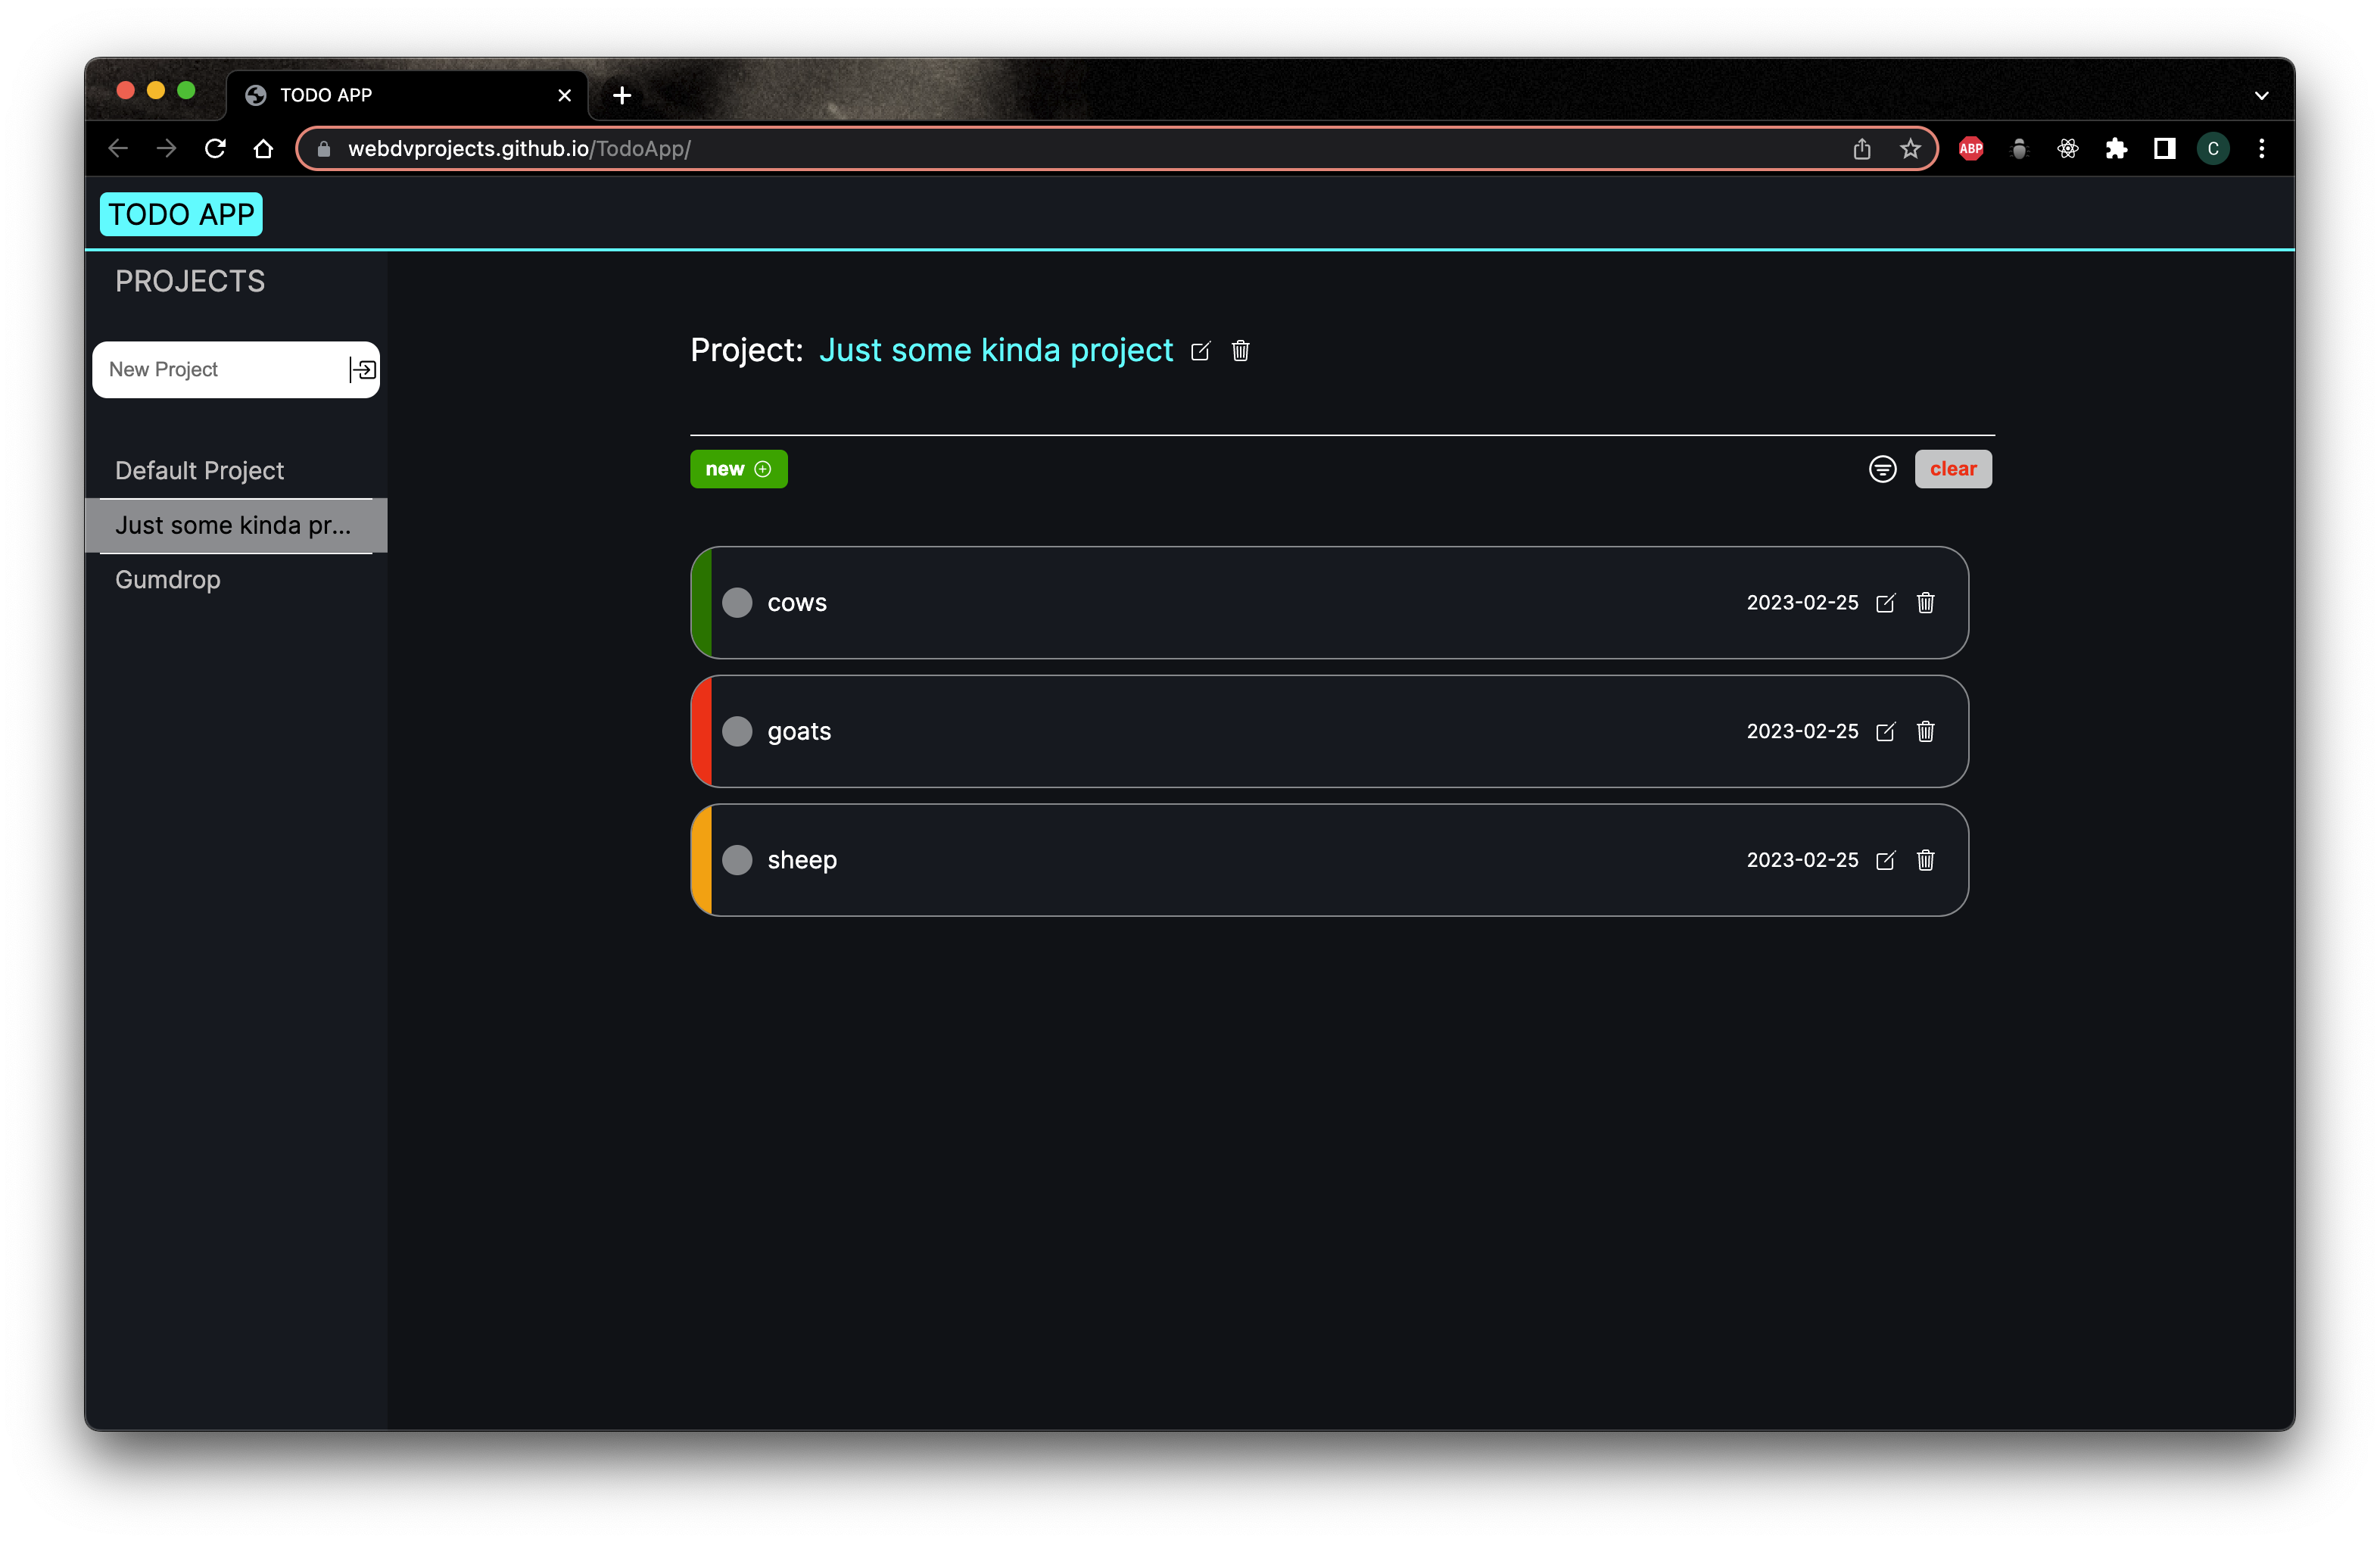 TODO APP
webdvprojects.github.io/TodoApp/
ABP
C
TODO APP
PROJECTS
New Project
Default Project
Just some kinda pr...
Gumdrop
Project: Just some kinda project
new
clear
cows 2023-02-25
goats 2023-02-25
sheep 2023-02-25